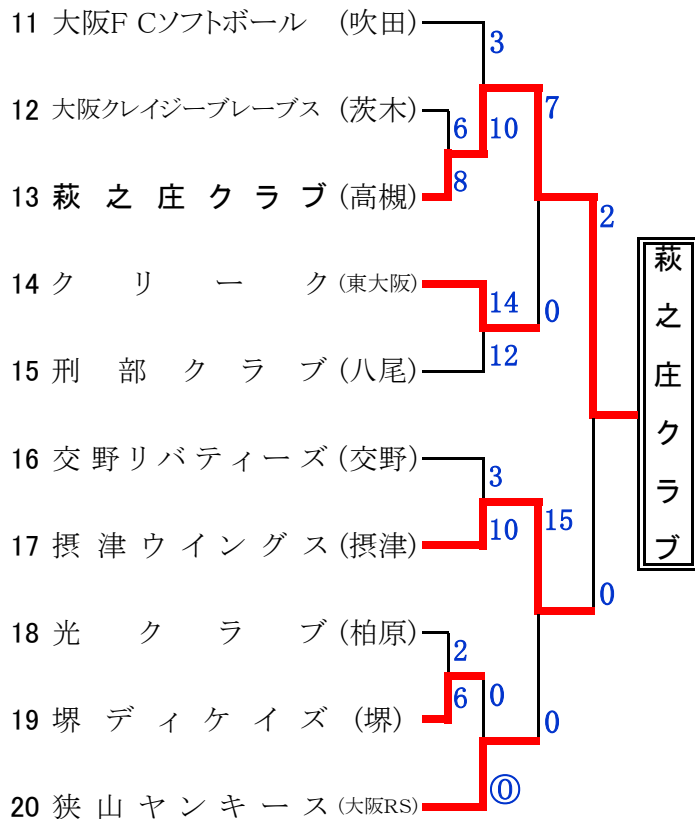 11 大阪FCソフトボール (吹田)
3
12 大阪クレイジーブレーブス (茨木)
6
10
7
13 萩之庄クラブ (高槻)
8
2
14 クリーク (東大阪)
14
0
15 刑部クラブ (八尾)
12
萩之庄クラブ
16 交野リバティーズ (交野)
3
17 摂津ウイングス (摂津)
10
15
18 光クラブ (柏原)
2
0
19 堺ディケイズ (堺)
6
0
0
20 狭山ヤンキース (大阪RS)
⓪